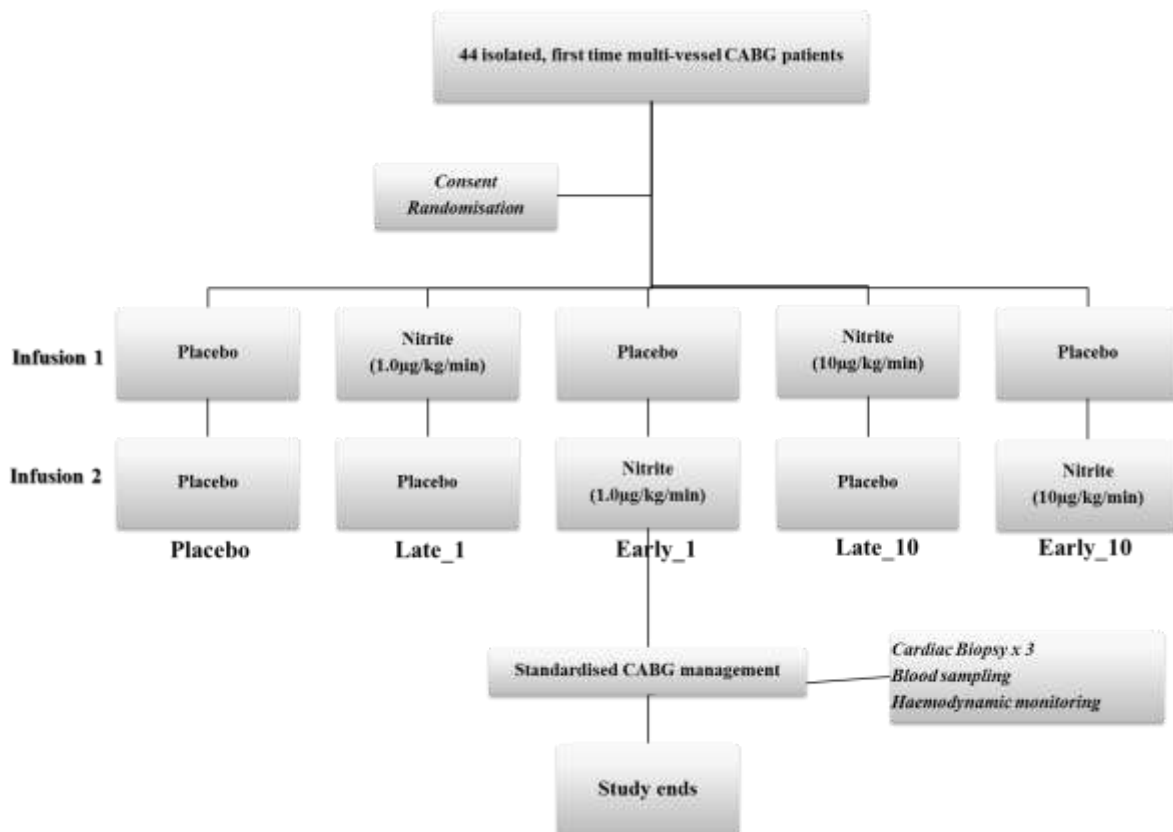 44 isolated, first time multi-vessel CABG patients
Consent
Randomisation
Infusion 1
Placebo
Nitrite
(1.0µg/kg/min)
Placebo
Nitrite
(10µg/kg/min)
Placebo
Infusion 2
Placebo
Placebo
Nitrite
(1.0µg/kg/min)
Placebo
Nitrite
(10µg/kg/min)
Placebo
Late_1
Early_1
Late_10
Early_10
Standardised CABG management
Cardiac Biopsy x 3
Blood sampling
Haemodynamic monitoring
Study ends